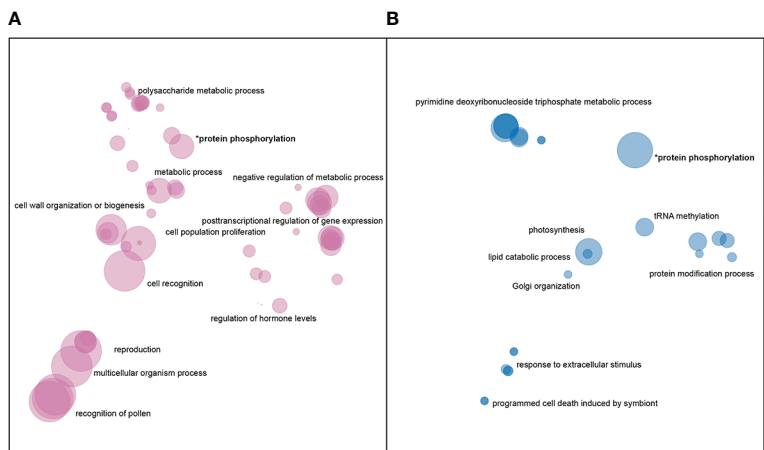 A
B
polysaccharide metabolic process
*protein phosphorylation
metabolic process
negative regulation of metabolic process
cell wall organization or biogenesis
posttranscriptional regulation of gene expression
cell population proliferation
cell recognition
regulation of hormone levels
reproduction
multicellular organism process
recognition of pollen
pyrimidine deoxyribonucleoside triphosphate metabolic process
*protein phosphorylation
tRNA methylation
photosynthesis
lipid catabolic process
protein modification process
Golgi organization
response to extracellular stimulus
programmed cell death induced by symbiont